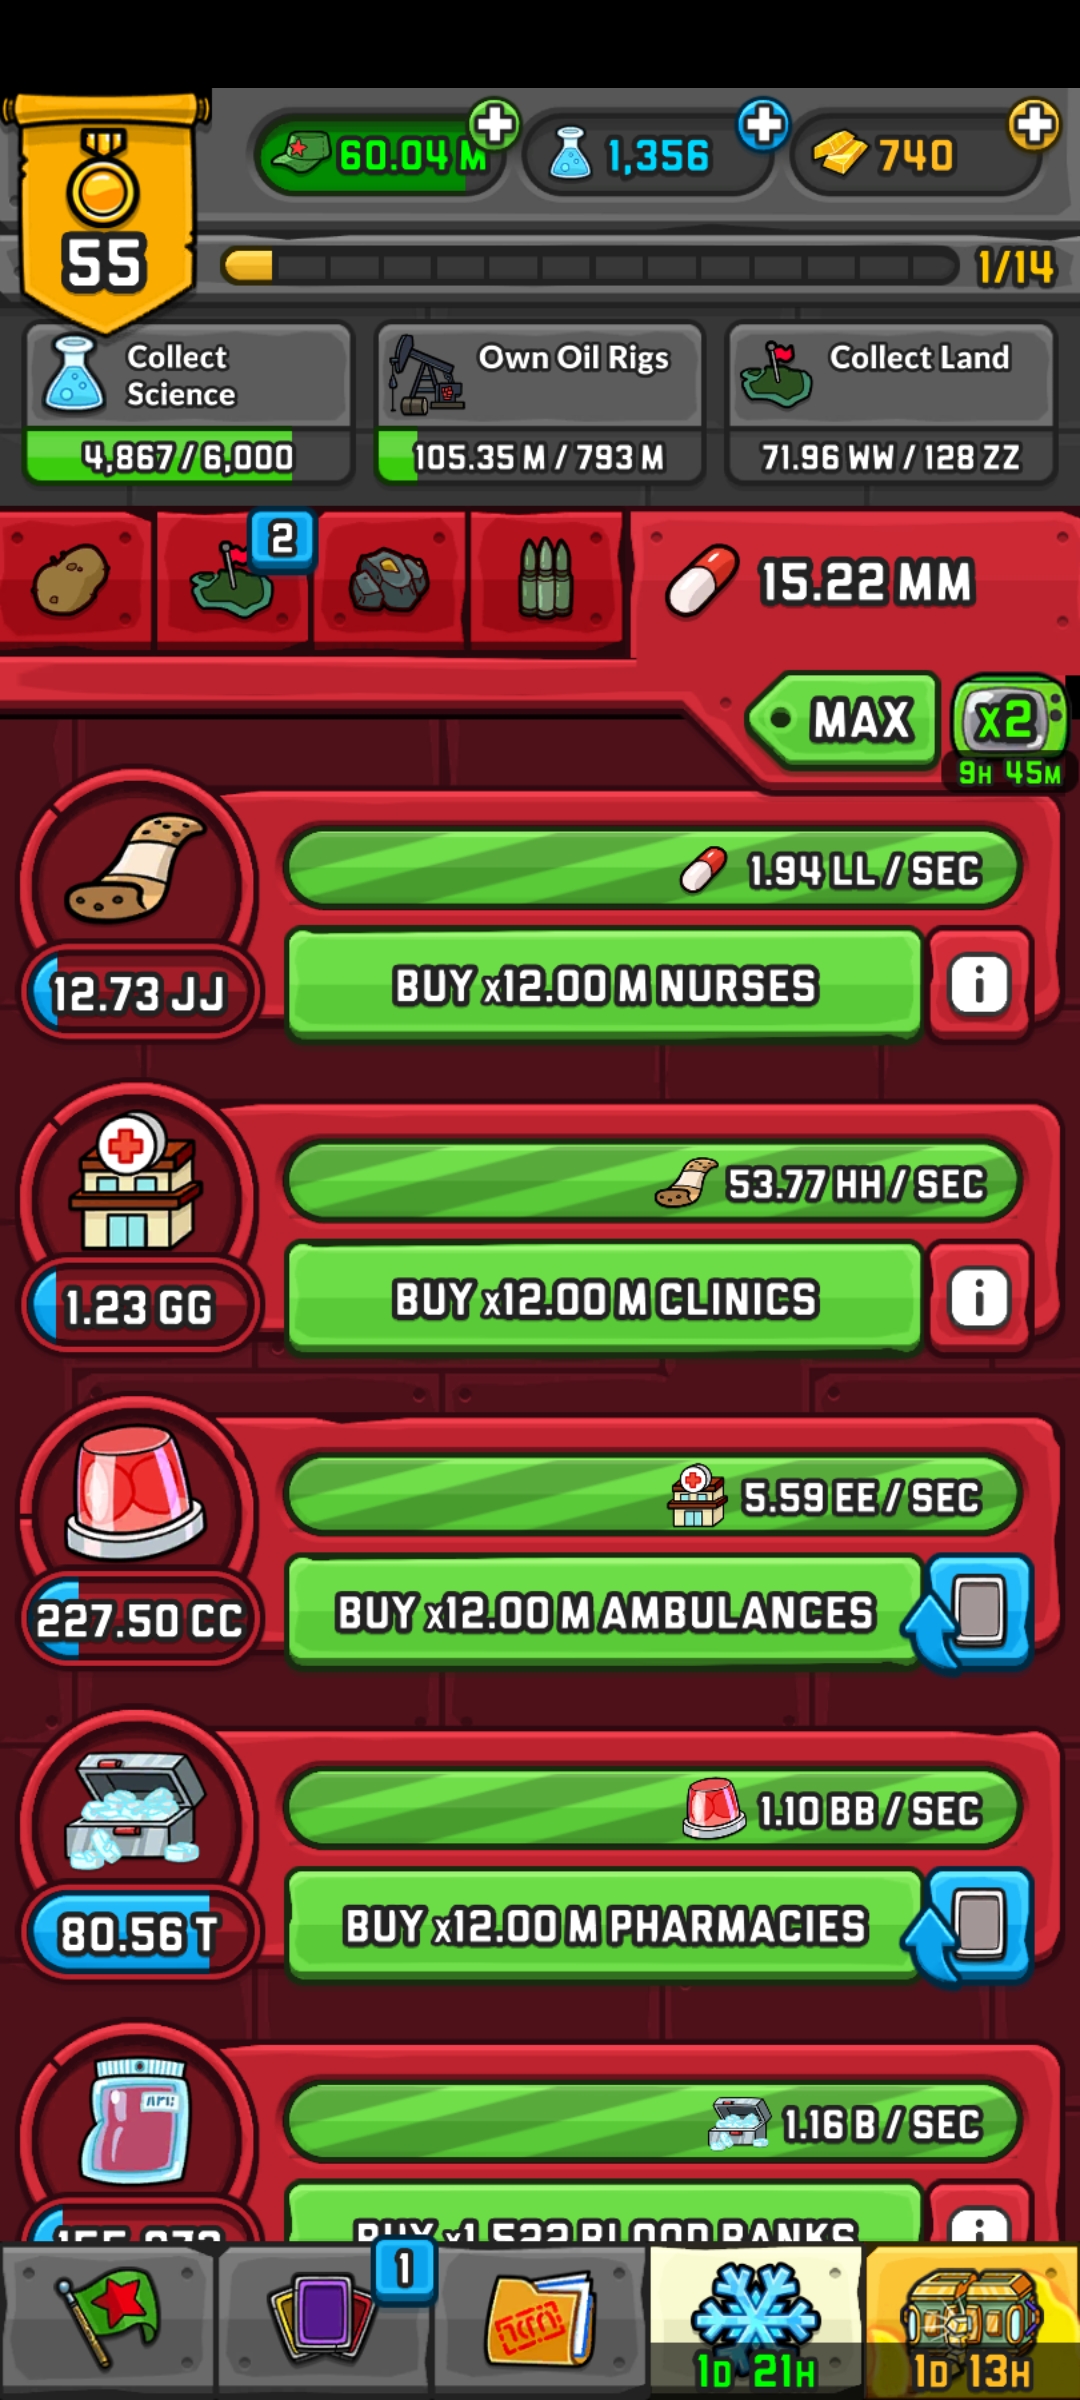 60.04 M
1,356
740
55
1/14
Collect
Science
4,867 / 6,000
Own Oil Rigs
105.35 M / 793 M
Collect Land
71.96 WW / 128 ZZ
2
15.22 MM
MAX
x2
9H 45M
1.94 LL / SEC
12.73 JJ
BUY x12.00 M NURSES
i
53.77 HH / SEC
1.23 GG
BUY x12.00 M CLINICS
i
5.59 EE / SEC
227.50 CC
BUY x12.00 M AMBULANCES
1.10 BB / SEC
80.56 T
BUY x12.00 M PHARMACIES
1.16 B / SEC
BUY x1,522 BLOOD BANKS
i
1
1D 21H
1D 13H